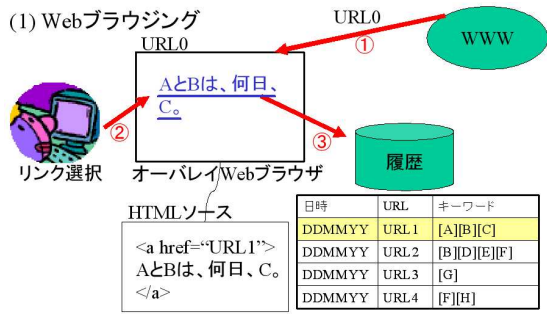 (1) Webブラウジング
URL0
URL0
①
WWW
AとBは、何日、
C。
②
③
リンク選択
オーバレイWebブラウザ
履歴
HTMLソース
<a href=“URL1”>
AとBは、何日、C。
</a>
日時 URL キーワード
DDMMYY URL1 [A][B][C]
DDMMYY URL2 [B][D][E][F]
DDMMYY URL3 [G]
DDMMYY URL4 [F][H]